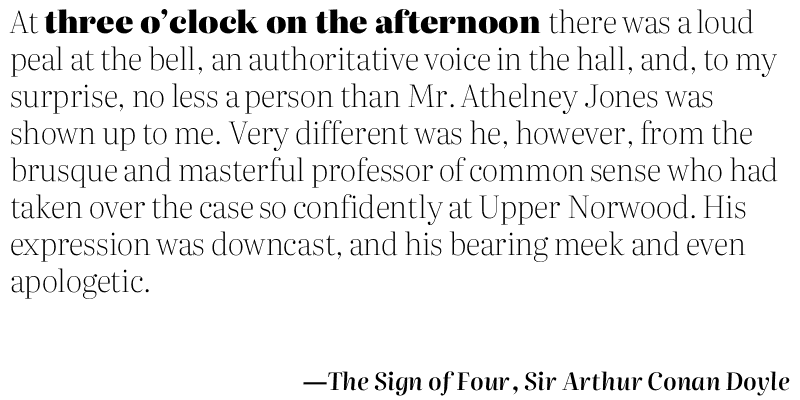 At three o’clock on the afternoon there was a loud
peal at the bell, an authoritative voice in the hall, and, to my
surprise, no less a person than Mr. Athelney Jones was
shown up to me. Very different was he, however, from the
brusque and masterful professor of common sense who had
taken over the case so confidently at Upper Norwood. His
expression was downcast, and his bearing meek and even
apologetic.
—The Sign of Four, Sir Arthur Conan Doyle